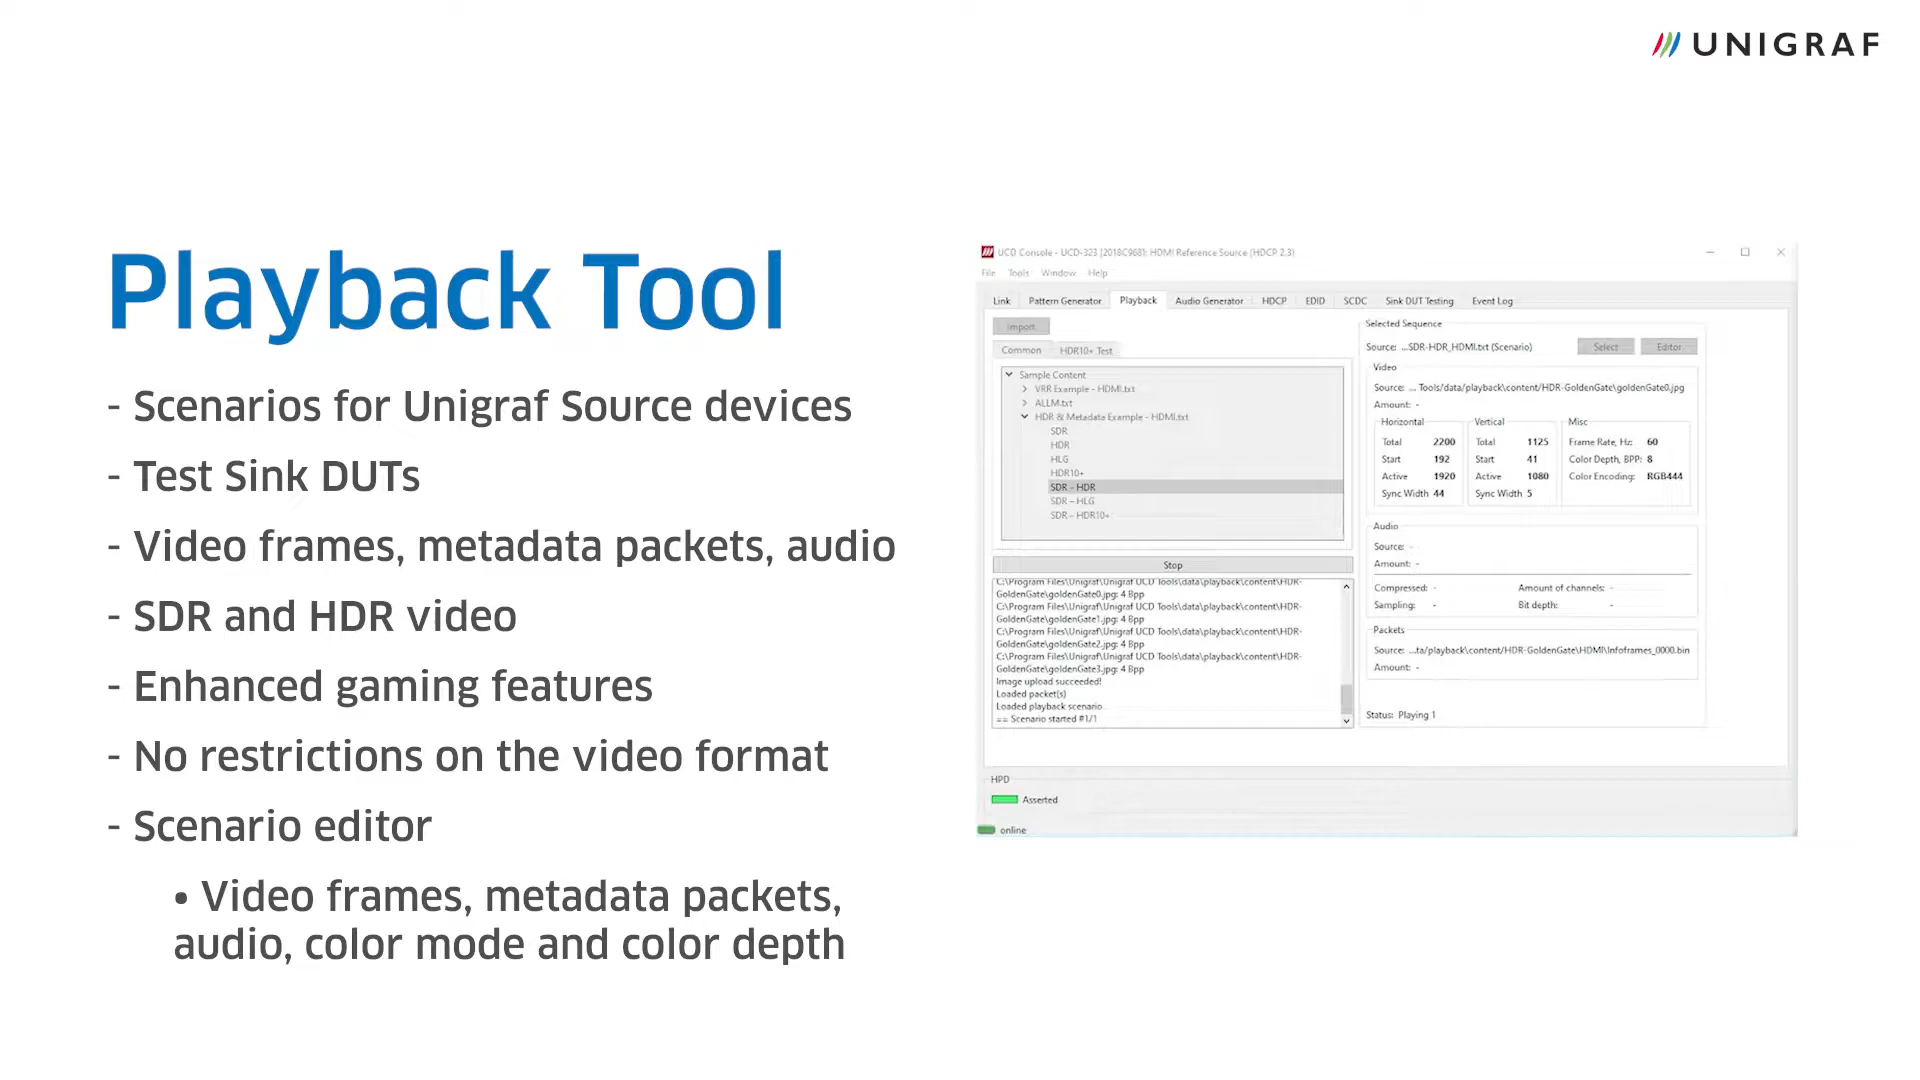 UNIGRAF
Playback Tool
- Scenarios for Unigraf Source devices
- Test Sink DUTs
- Video frames, metadata packets, audio
- SDR and HDR video
- Enhanced gaming features
- No restrictions on the video format
- Scenario editor
• Video frames, metadata packets,
audio, color mode and color depth
UCD Console - UCD-323 [2018C968]: HDMI Reference Source (HDCP 2.3)
File Tools Window Help
Link Pattern Generator Playback Audio Generator HDCP EDID SCDC Sink DUT Testing Event Log
Import
Common HDR10+ Test
Sample Content
VRR Example - HDMI.txt
ALLM.txt
HDR & Metadata Example - HDMI.txt
SDR
HDR
HLG
HDR10+
SDR – HDR
SDR – HLG
SDR – HDR10+
Stop
C:\Program Files\Unigraf\Unigraf UCD Tools\data\playback\content\HDR-
GoldenGate\goldenGate0.jpg: 4 Bpp
C:\Program Files\Unigraf\Unigraf UCD Tools\data\playback\content\HDR-
GoldenGate\goldenGate1.jpg: 4 Bpp
C:\Program Files\Unigraf\Unigraf UCD Tools\data\playback\content\HDR-
GoldenGate\goldenGate2.jpg: 4 Bpp
C:\Program Files\Unigraf\Unigraf UCD Tools\data\playback\content\HDR-
GoldenGate\goldenGate3.jpg: 4 Bpp
Image upload succeeded!
Loaded packet(s)
Loaded playback scenario
== Scenario started #1/1
Selected Sequence
Source: ...SDR-HDR_HDMI.txt (Scenario) Select Editor
Video
Source: ... Tools/data/playback\content/HDR-GoldenGate\goldenGate0.jpg
Amount: -
Horizontal Vertical Misc
Total 2200 Total 1125 Frame Rate, Hz: 60
Start 192 Start 41 Color Depth, BPP: 8
Active 1920 Active 1080 Color Encoding: RGB444
Sync Width 44 Sync Width 5
Audio
Source: -
Amount: -
Compressed: - Amount of channels: -
Sampling: - Bit depth: -
Packets
Source: ...ta/playback\content/HDR-GoldenGate\HDMI\Infoframes_0000.bin
Amount: -
Status: Playing 1
HPD
Asserted
online